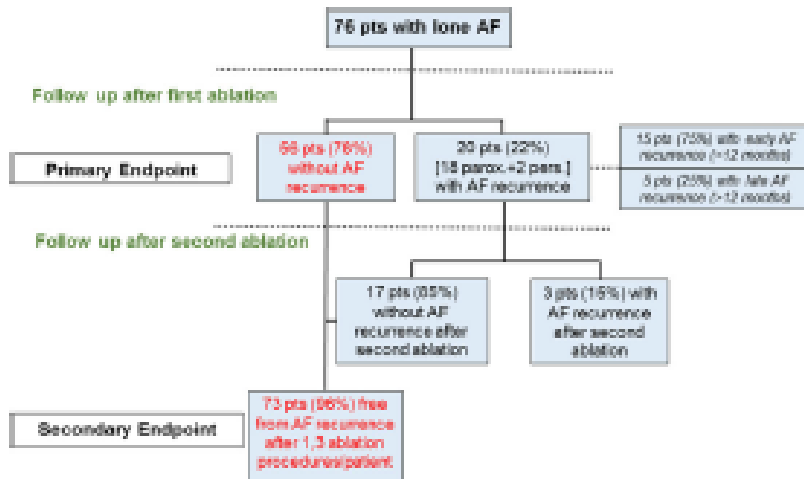 76 pts with lone AF
Follow up after first ablation
Primary Endpoint
56 pts (78%)
without AF
recurrence
20 pts (22%)
[18 parox.+2 pers.]
with AF recurrence
15 pts (75%) with early AF
recurrence (<12 months)
5 pts (25%) with late AF
recurrence (>12 months)
Follow up after second ablation
17 pts (85%)
without AF
recurrence after
second ablation
3 pts (15%) with
AF recurrence
after second
ablation
Secondary Endpoint
73 pts (96%) free
from AF recurrence
after 1,3 ablation
procedures/patient